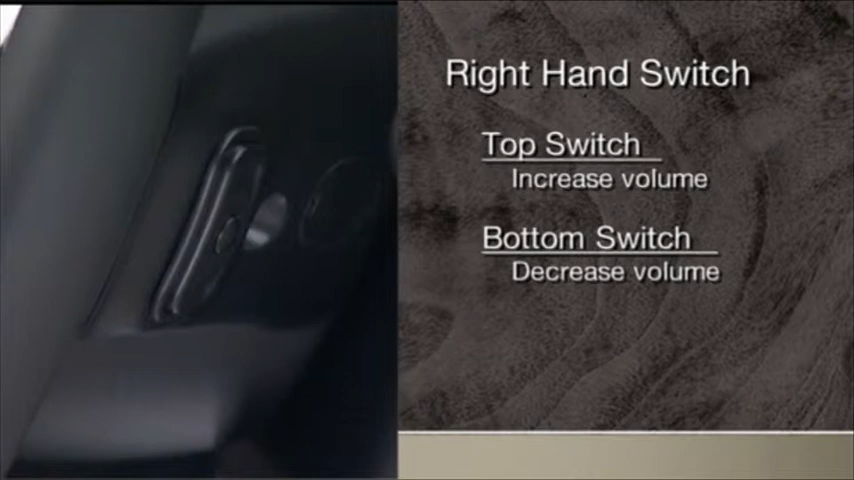 Right Hand Switch
Top Switch
Increase volume
Bottom Switch
Decrease volume